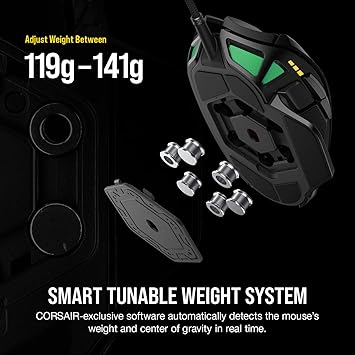 Adjust Weight Between
119g–141g
SMART TUNABLE WEIGHT SYSTEM
CORSAIR-exclusive software automatically detects the mouse's
weight and center of gravity in real time.